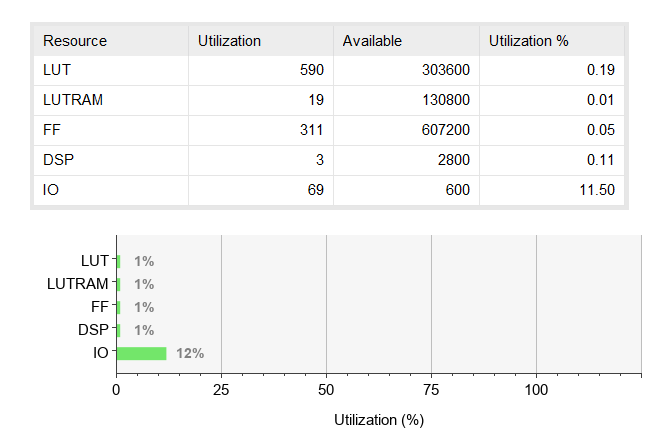 Resource Utilization Available Utilization %
LUT 590 303600 0.19
LUTRAM 19 130800 0.01
FF 311 607200 0.05
DSP 3 2800 0.11
IO 69 600 11.50
LUT 1%
LUTRAM 1%
FF 1%
DSP 1%
IO 12%
0 25 50 75 100
Utilization (%)